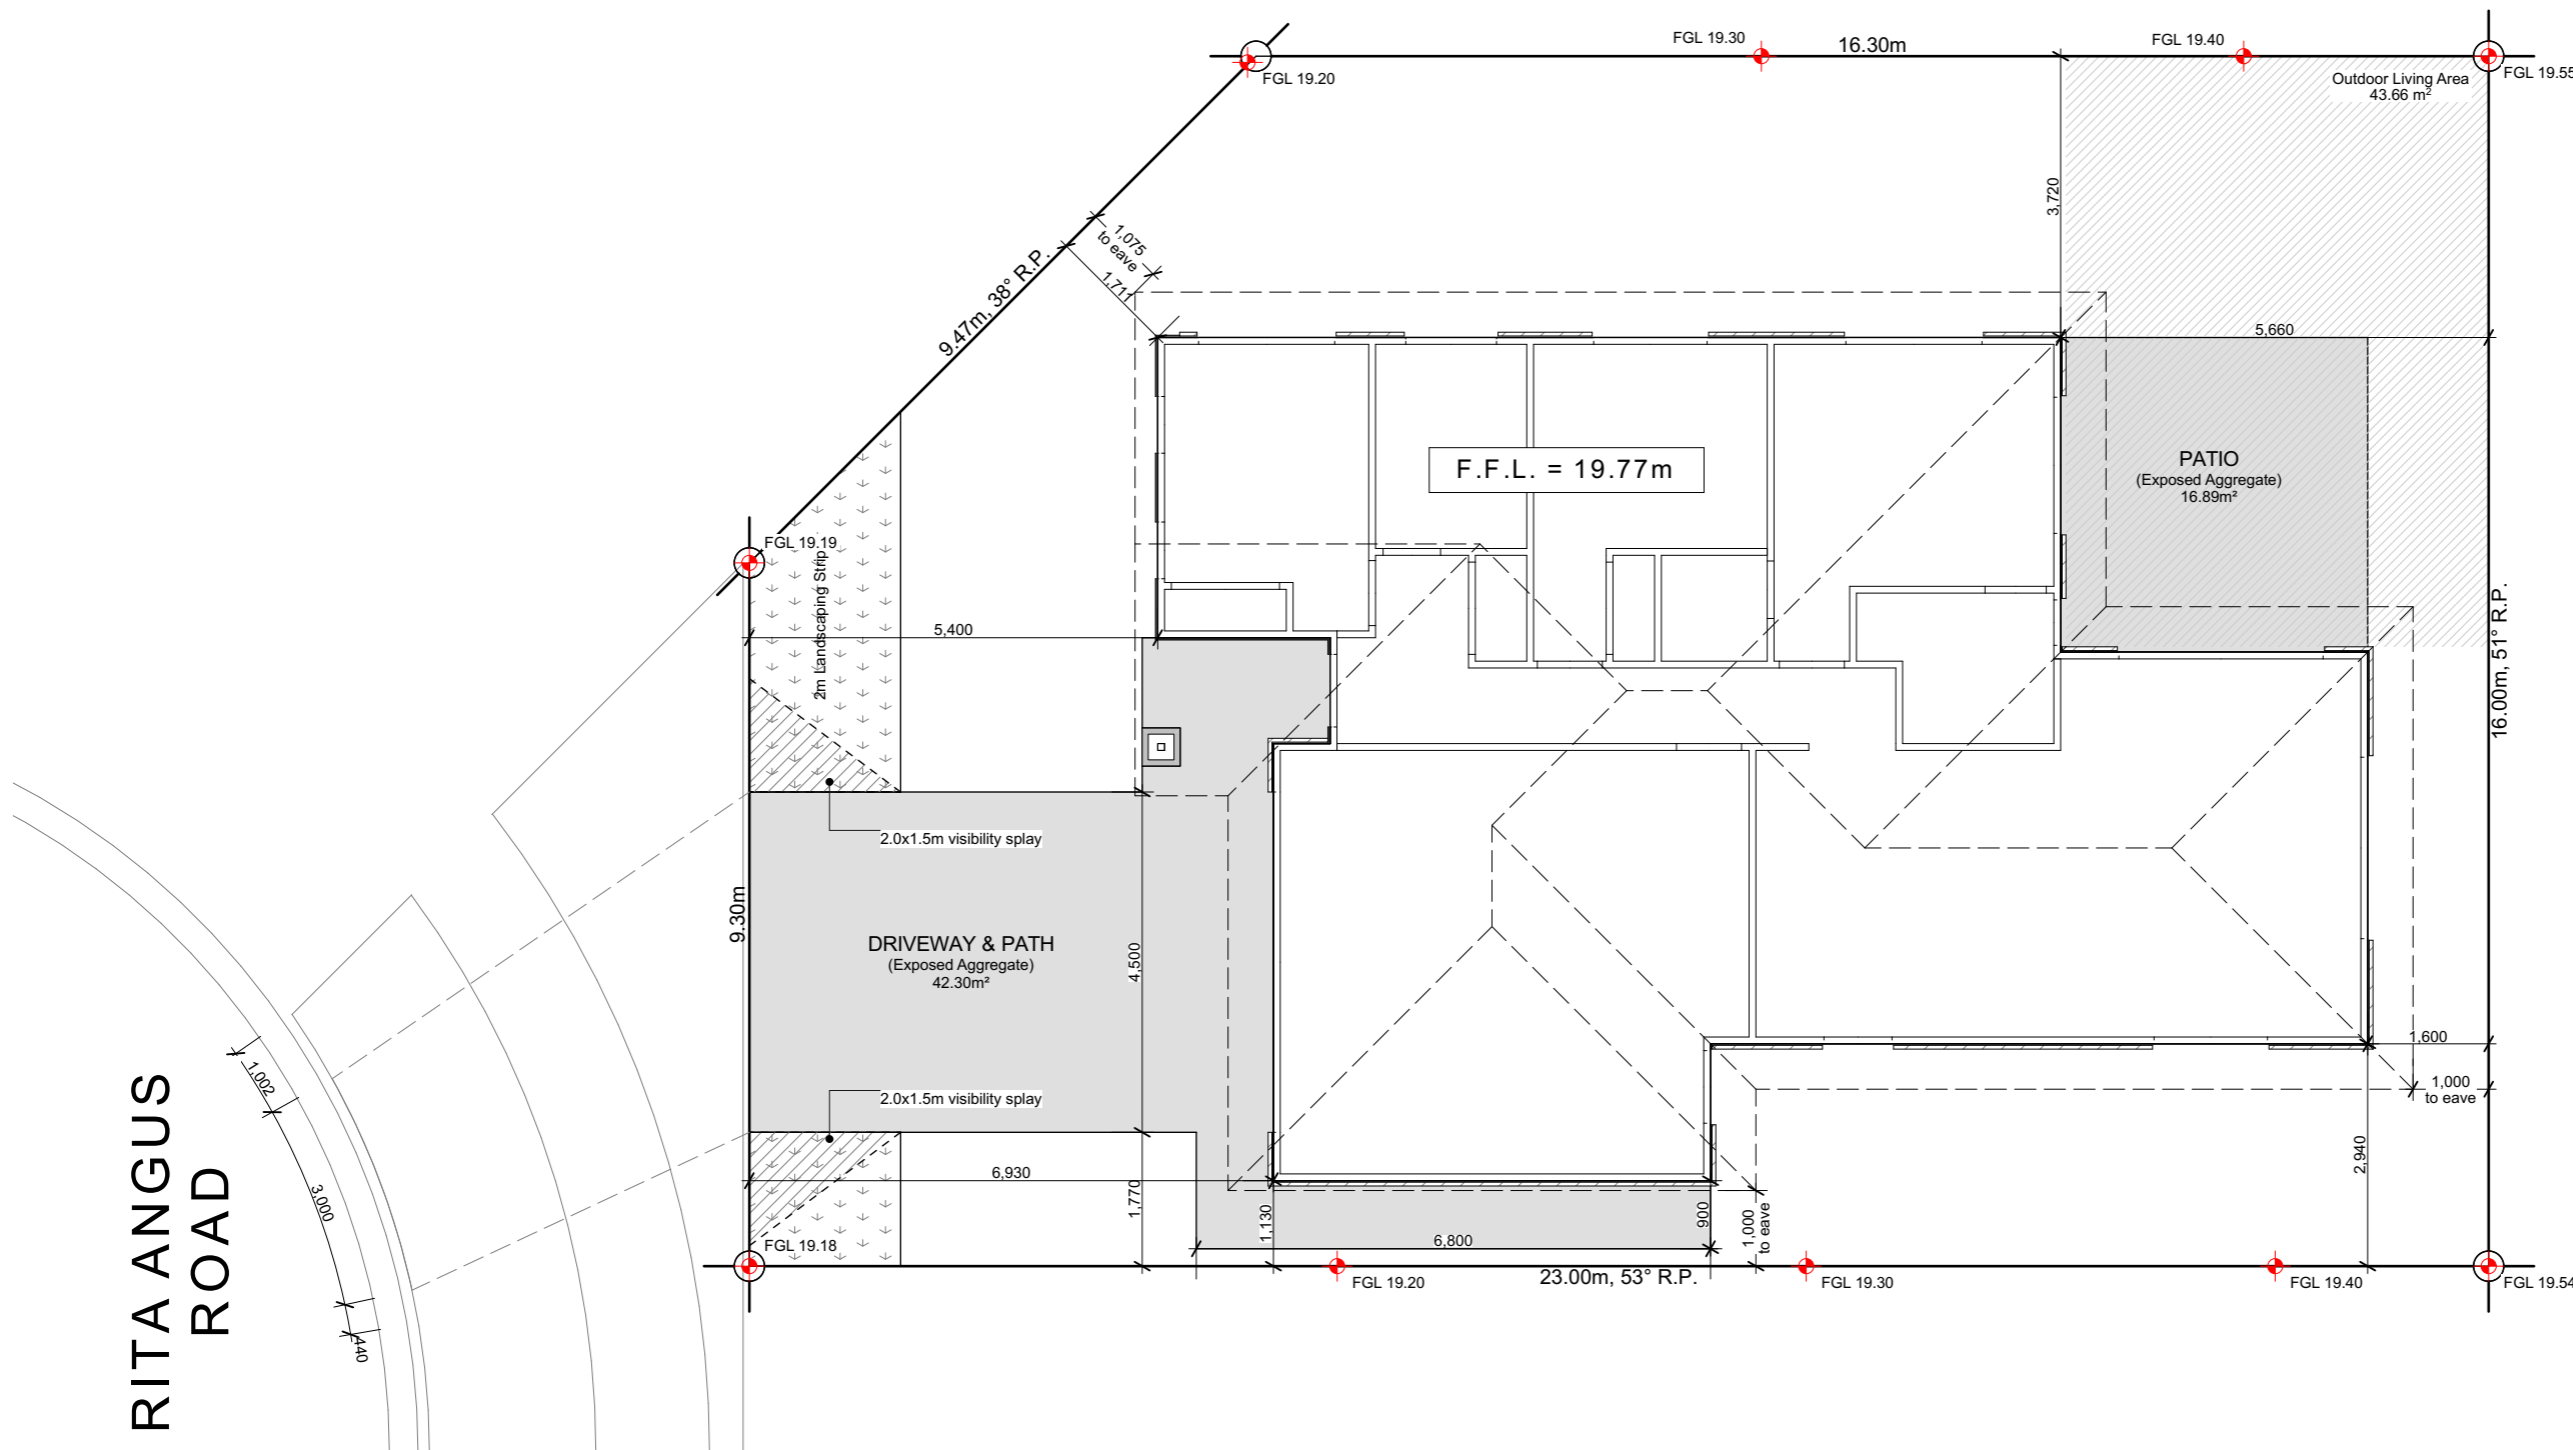 FGL 19.30
16.30m
FGL 19.40
FGL 19.20
Outdoor Living Area
43.66 m²
FGL 19.55
3,720
1,075
to eave
1,711
9.47m, 38° R.P.
5,660
F.F.L. = 19.77m
PATIO
(Exposed Aggregate)
16.89m²
FGL 19.19
2m Landscaping Strip
5,400
16.00m, 51° R.P.
2.0x1.5m visibility splay
9.30m
DRIVEWAY & PATH
(Exposed Aggregate)
42.30m²
4,500
1,600
1,000
to eave
2.0x1.5m visibility splay
RITA ANGUS
ROAD
1,002
3,000
440
6,930
1,770
1,130
900
1,000
to eave
2,940
FGL 19.18
6,800
23.00m, 53° R.P.
FGL 19.20
FGL 19.30
FGL 19.40
FGL 19.54